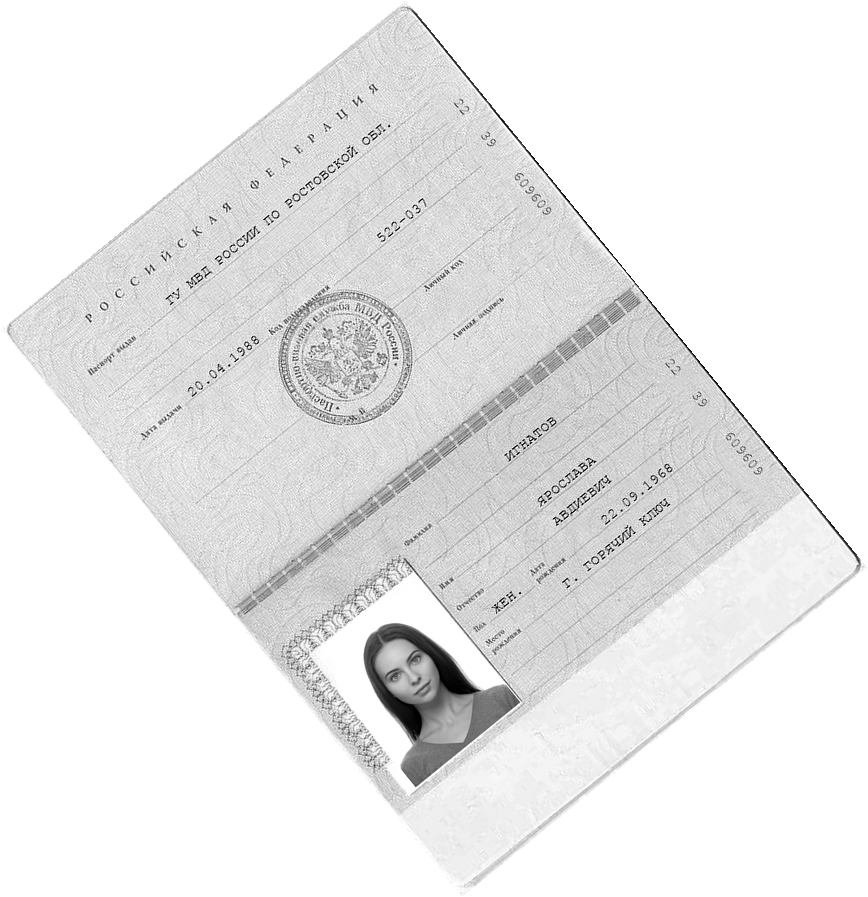 РОССИЙСКАЯ ФЕДЕРАЦИЯ
Паспорт выдан
ГУ МВД РОССИИ ПО РОСТОВСКОЙ ОБЛ.
Дата выдачи 20.04.1988 Код подразделения 522-037
Личный код
Личная подпись
Паспортно-визовая служба МВД России
22 39 609609
Фамилия ИГНАТОВ
Имя ЯРОСЛАВА
Отчество АВДИЕВИЧ
Пол ЖЕН. Дата рождения 22.09.1968
Место рождения Г. ГОРЯЧИЙ КЛЮЧ
22 39 609609